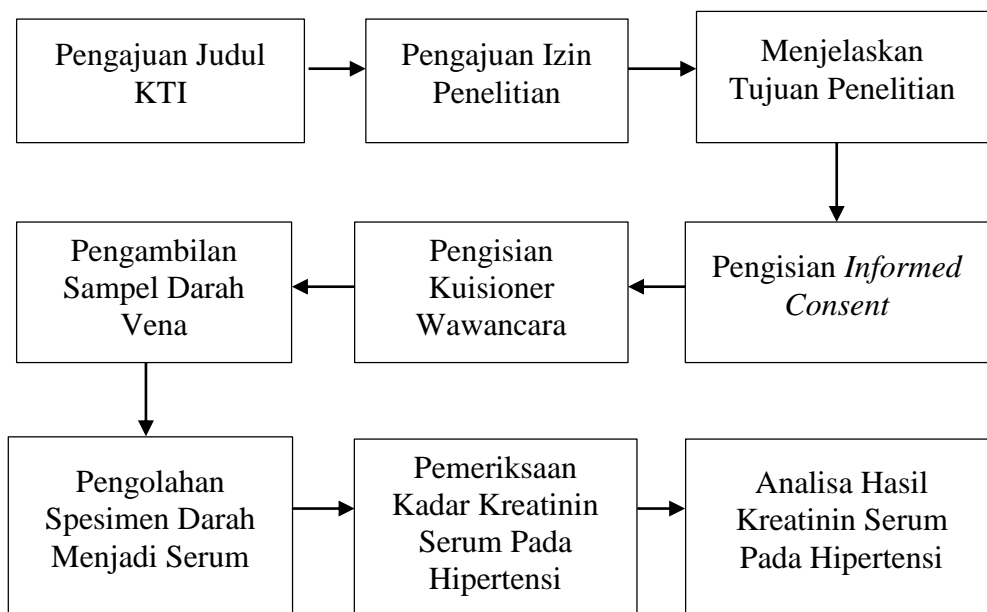 Pengajuan Judul
KTI
Pengajuan Izin
Penelitian
Menjelaskan
Tujuan Penelitian
Pengisian Informed
Consent
Pengisian
Kuisioner
Wawancara
Pengambilan
Sampel Darah
Vena
Pengolahan
Spesimen Darah
Menjadi Serum
Pemeriksaan
Kadar Kreatinin
Serum Pada
Hipertensi
Analisa Hasil
Kreatinin Serum
Pada Hipertensi